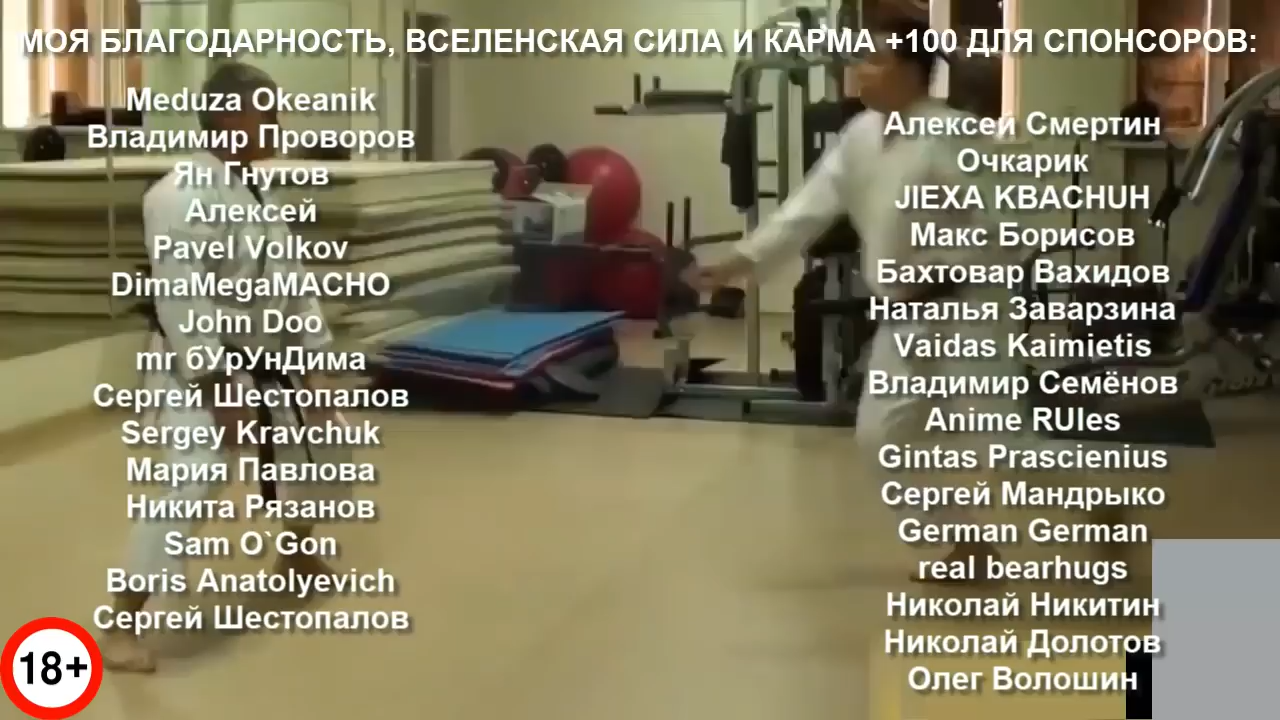 МОЯ БЛАГОДАРНОСТЬ, ВСЕЛЕНСКАЯ СИЛА И КАРМА +100 ДЛЯ СПОНСОРОВ:
Meduza Okeanik
Владимир Проворов
Ян Гнутов
Алексей
Pavel Volkov
DimaMegaMACHO
John Doo
mr бУрУнДима
Сергей Шестопалов
Sergey Kravchuk
Мария Павлова
Никита Рязанов
Sam O`Gon
Boris Anatolyevich
Сергей Шестопалов
Алексей Смертин
Очкарик
JIEXA KBACHUH
Макс Борисов
Бахтовар Вахидов
Наталья Заварзина
Vaidas Kaimietis
Владимир Семёнов
Anime RUles
Gintas Prascienius
Сергей Мандрыко
German German
real bearhugs
Николай Никитин
Николай Долотов
Олег Волошин
18+